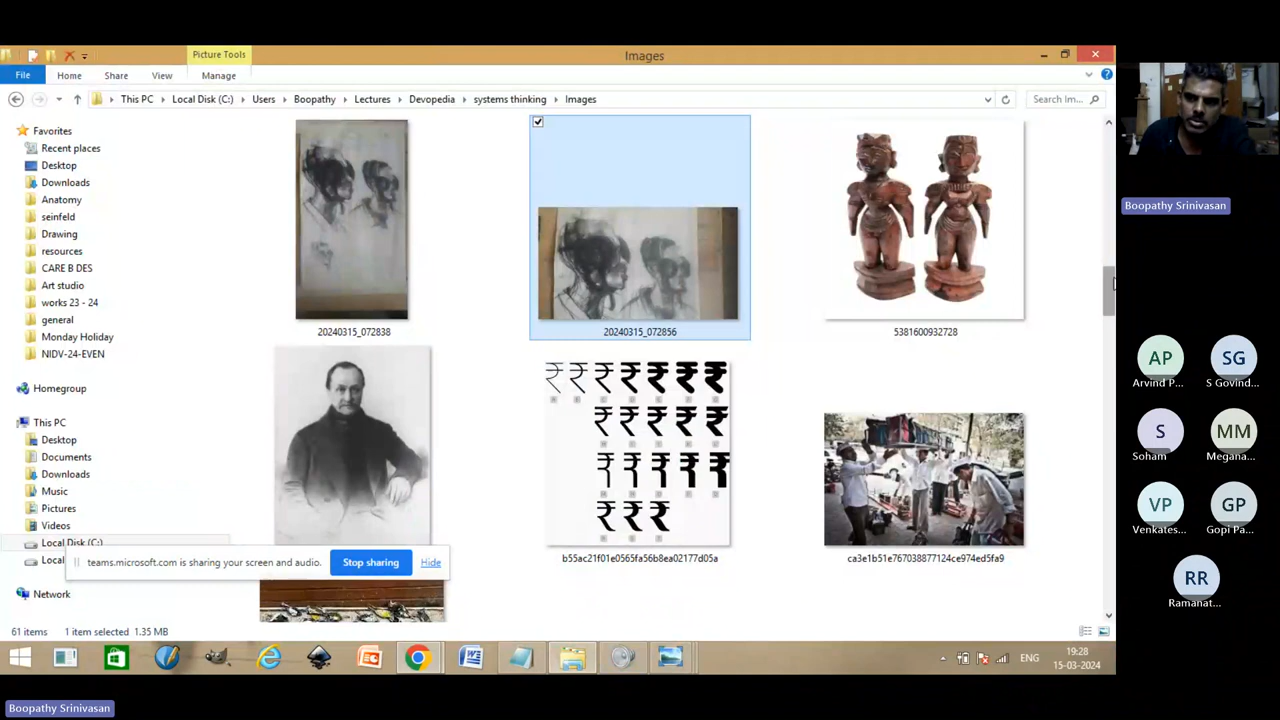 Picture Tools
Images
File
Home
Share
View
Manage
This PC
Local Disk (C:)
Users
Boopathy
Lectures
Devopedia
systems thinking
Images
Search Im...
Favorites
Recent places
Desktop
Downloads
Anatomy
seinfeld
Drawing
resources
CARE B DES
Art studio
works 23 - 24
general
Monday Holiday
NIDV-24-EVEN
Homegroup
This PC
Desktop
Documents
Downloads
Music
Pictures
Videos
Local Disk (C:)
Local
Network
20240315_072838
20240315_072856
5381600932728
₹ ₹ ₹ ₹ ₹ ₹ ₹
₹ ₹ ₹ ₹ ₹
₹ ₹ ₹ ₹ ₹
₹ ₹ ₹
b55ac21f01e0565fa56b8ea02177d05a
ca3e1b51e767038877124ce974ed5fa9
teams.microsoft.com is sharing your screen and audio.
Stop sharing
Hide
61 items
1 item selected 1.35 MB
ENG
19:28
15-03-2024
Boopathy Srinivasan
AP
Arvind P...
SG
S Govind...
S
Soham
MM
Megana...
VP
Venkates...
GP
Gopi Pa...
RR
Ramanat...
Boopathy Srinivasan